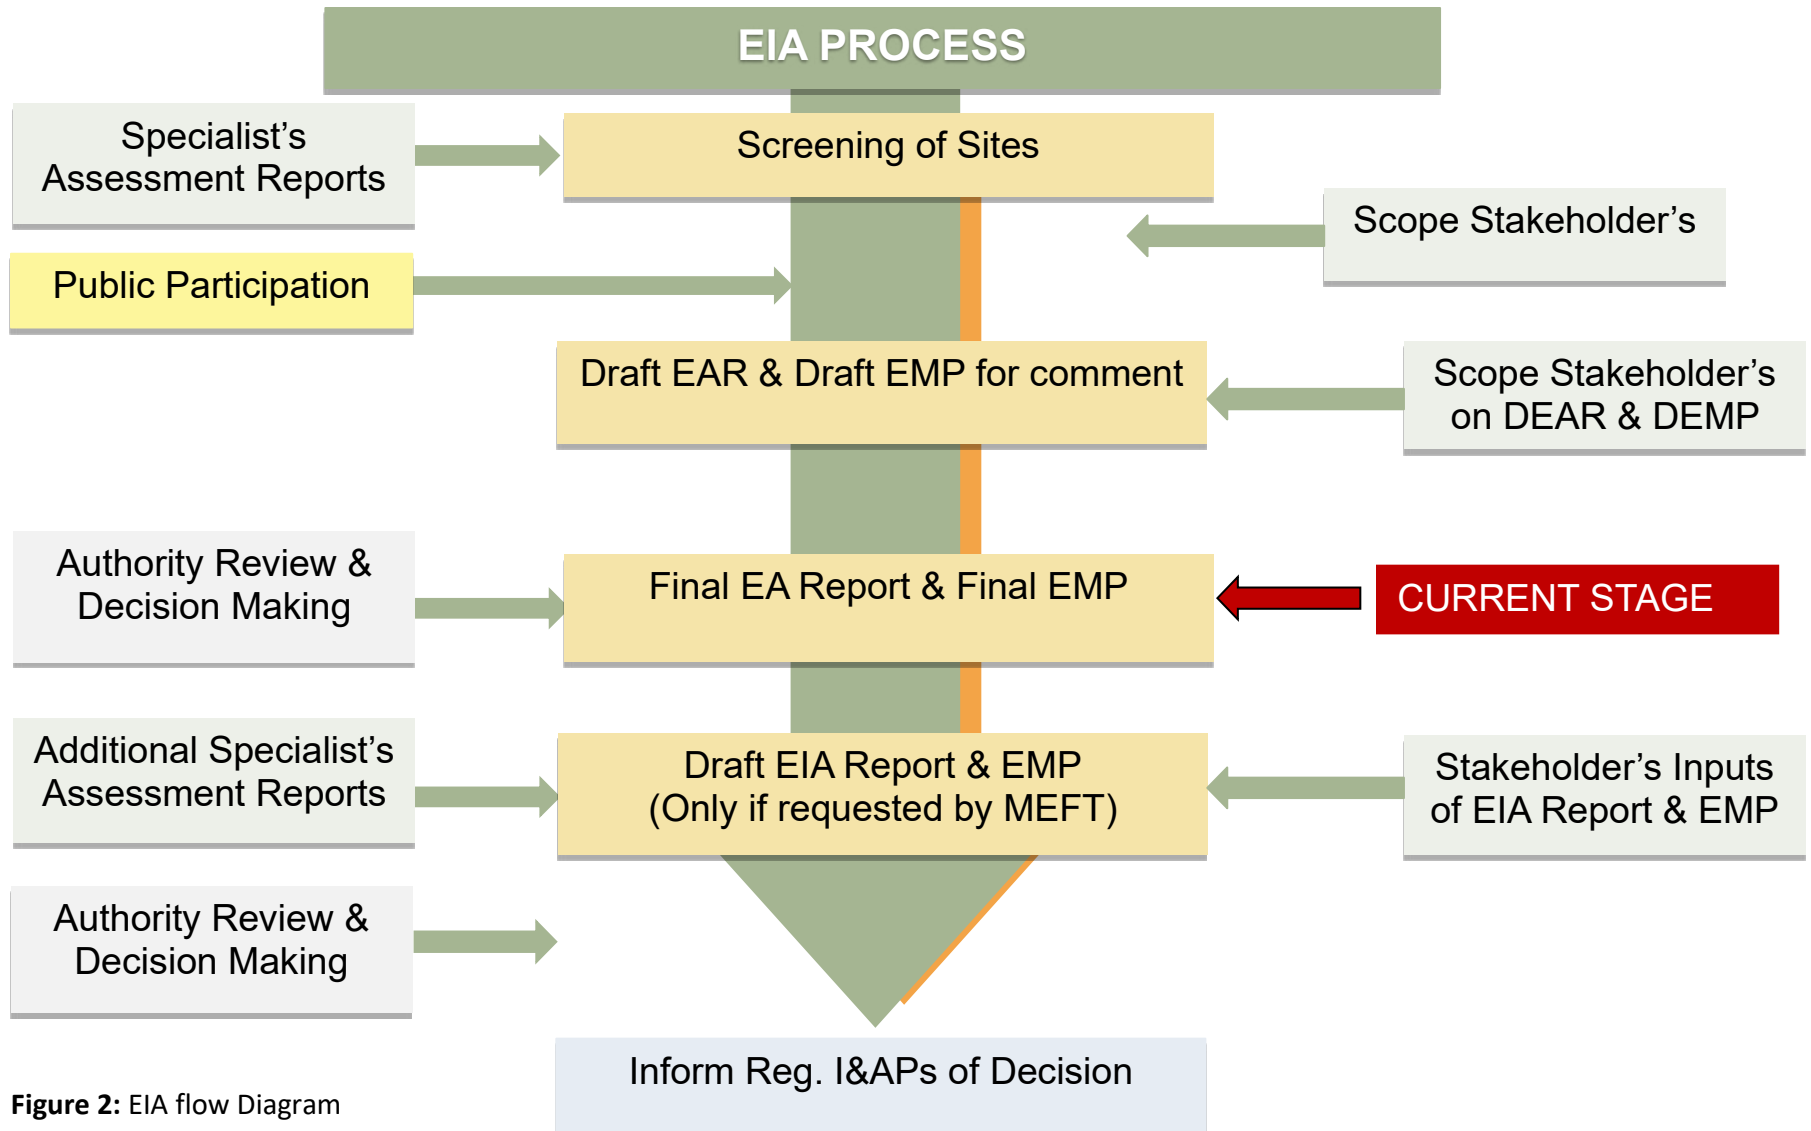 EIA PROCESS
Specialist’s
Assessment Reports
Screening of Sites
Scope Stakeholder’s
Public Participation
Draft EAR & Draft EMP for comment
Scope Stakeholder’s
on DEAR & DEMP
Authority Review &
Decision Making
Final EA Report & Final EMP
CURRENT STAGE
Additional Specialist’s
Assessment Reports
Draft EIA Report & EMP
(Only if requested by MEFT)
Stakeholder’s Inputs
of EIA Report & EMP
Authority Review &
Decision Making
Inform Reg. I&APs of Decision
Figure 2: EIA flow Diagram